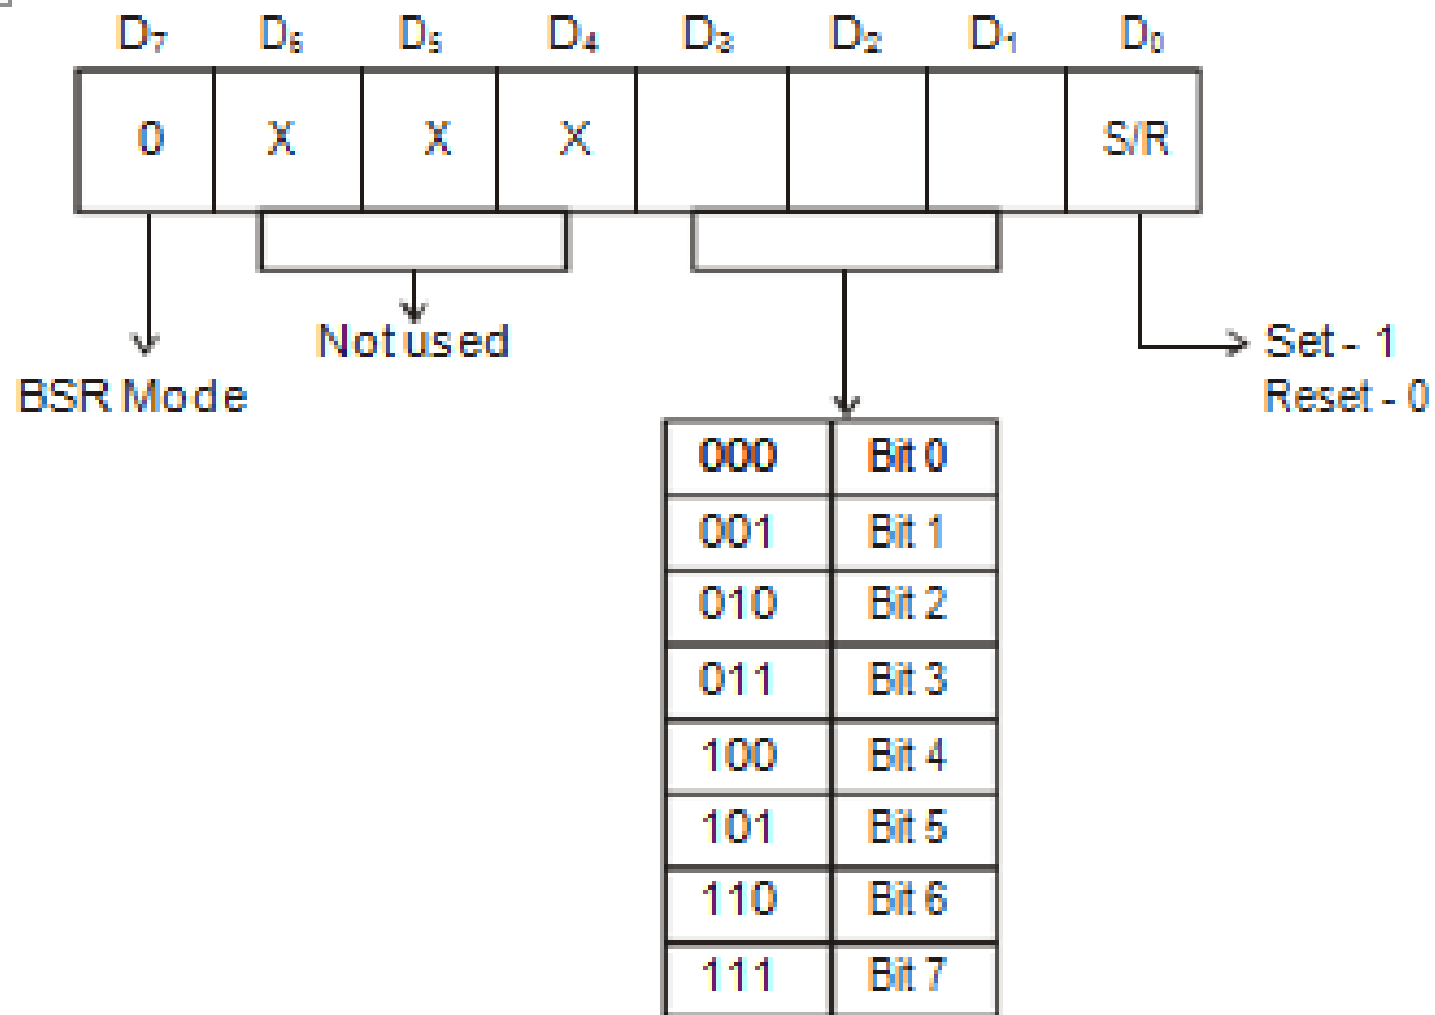 D₇ D₆ D₅ D₄ D₃ D₂ D₁ D₀
0 X X X S/R
Not used
Set - 1
BSR Mode
Reset - 0
000 Bit 0
001 Bit 1
010 Bit 2
011 Bit 3
100 Bit 4
101 Bit 5
110 Bit 6
111 Bit 7